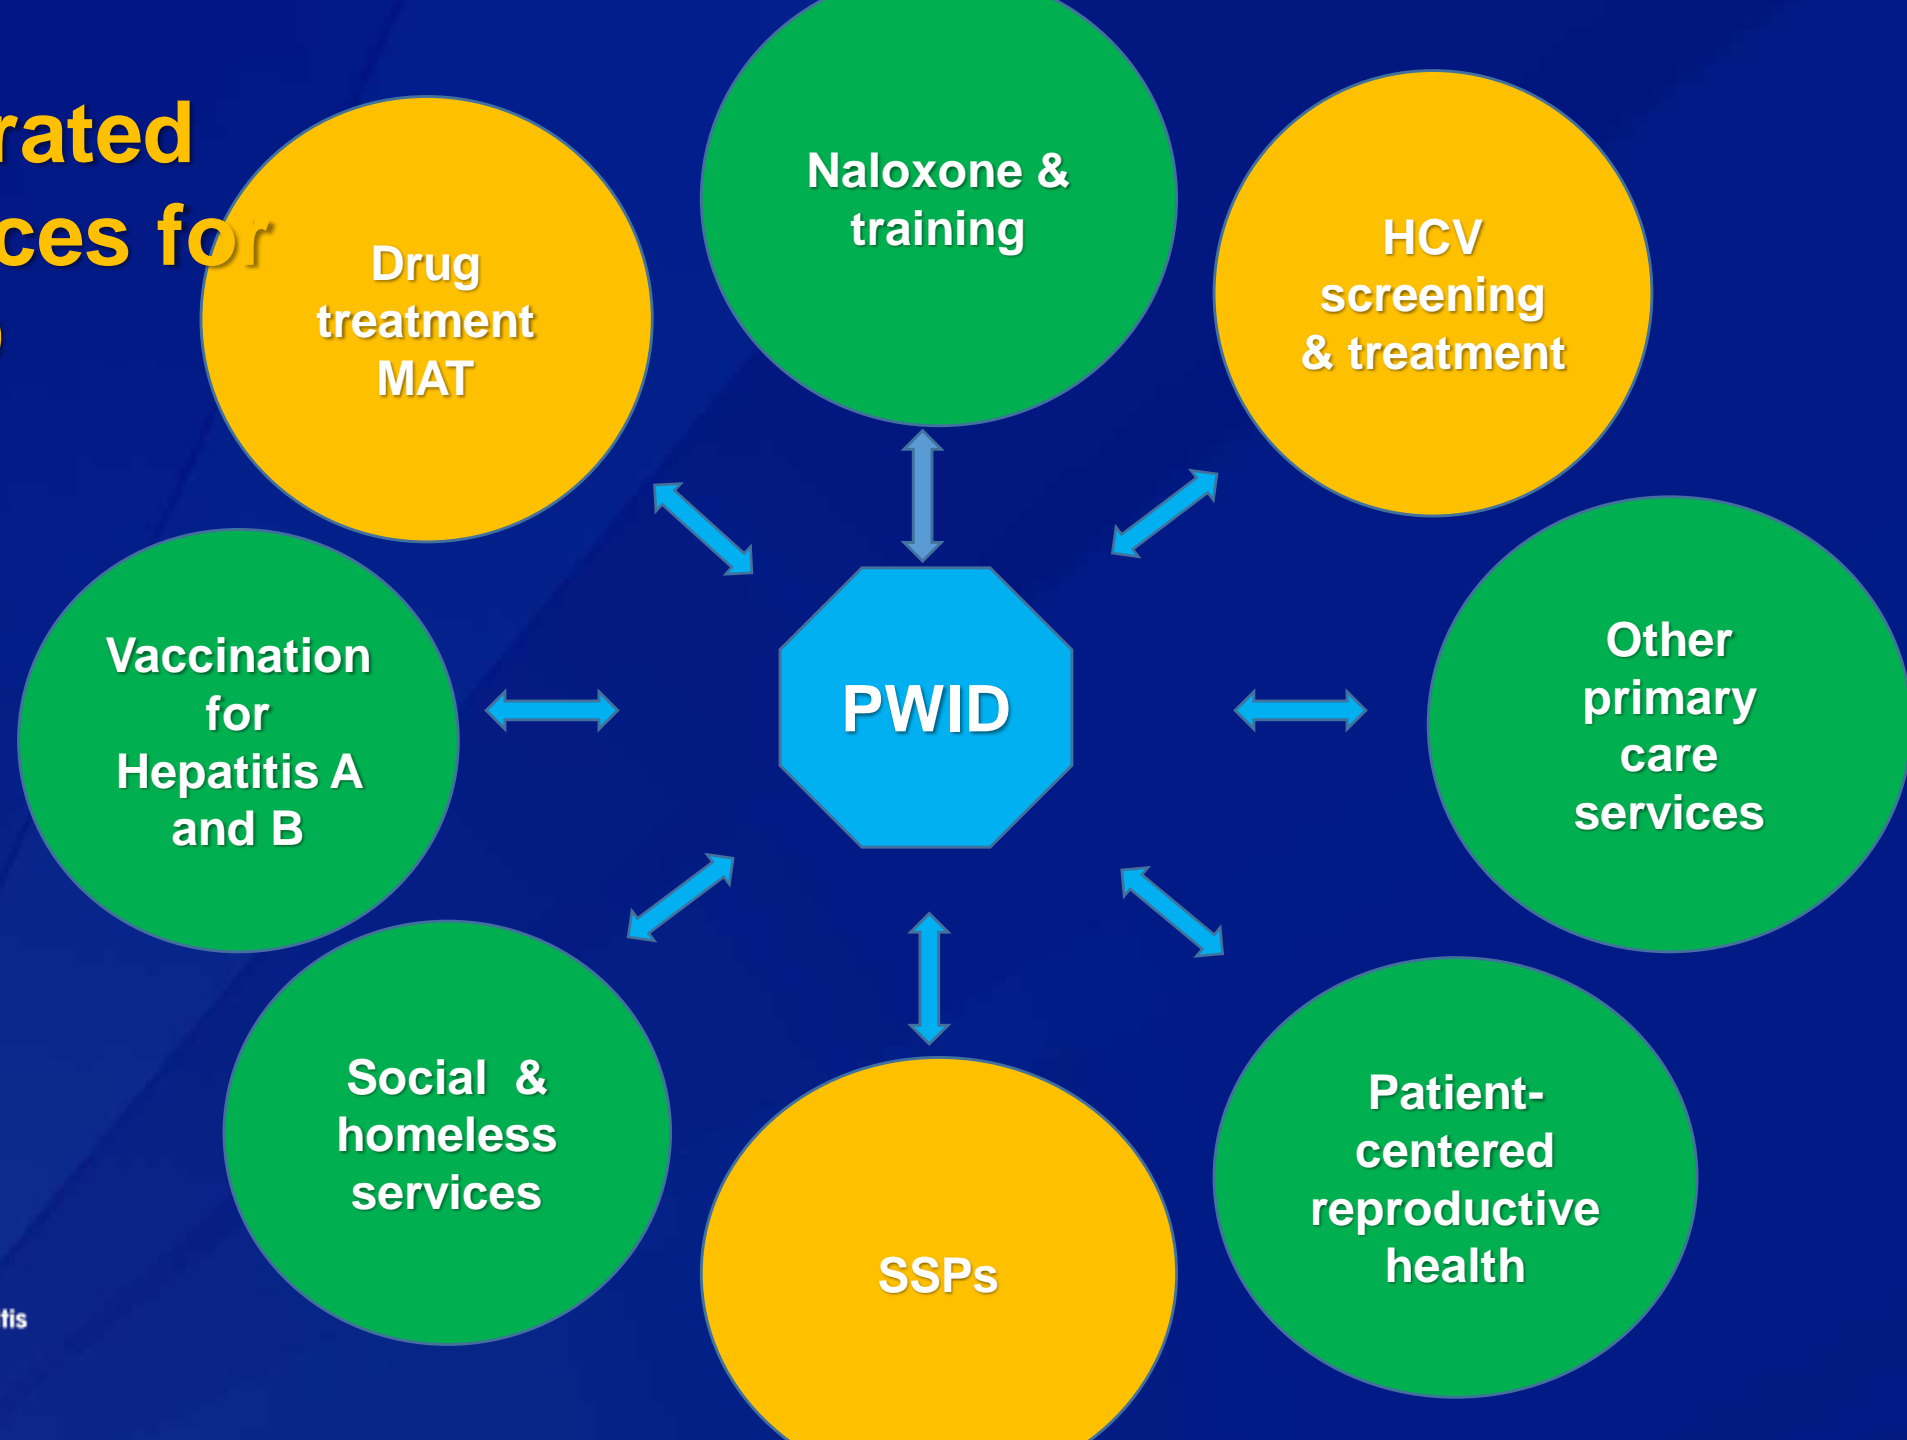 rated
ces for
Naloxone &
training
Drug
treatment
MAT
HCV
screening
& treatment
Vaccination
for
Hepatitis A
and B
PWID
Other
primary
care
services
Social &
homeless
services
SSPs
Patient-
centered
reproductive
health
tis